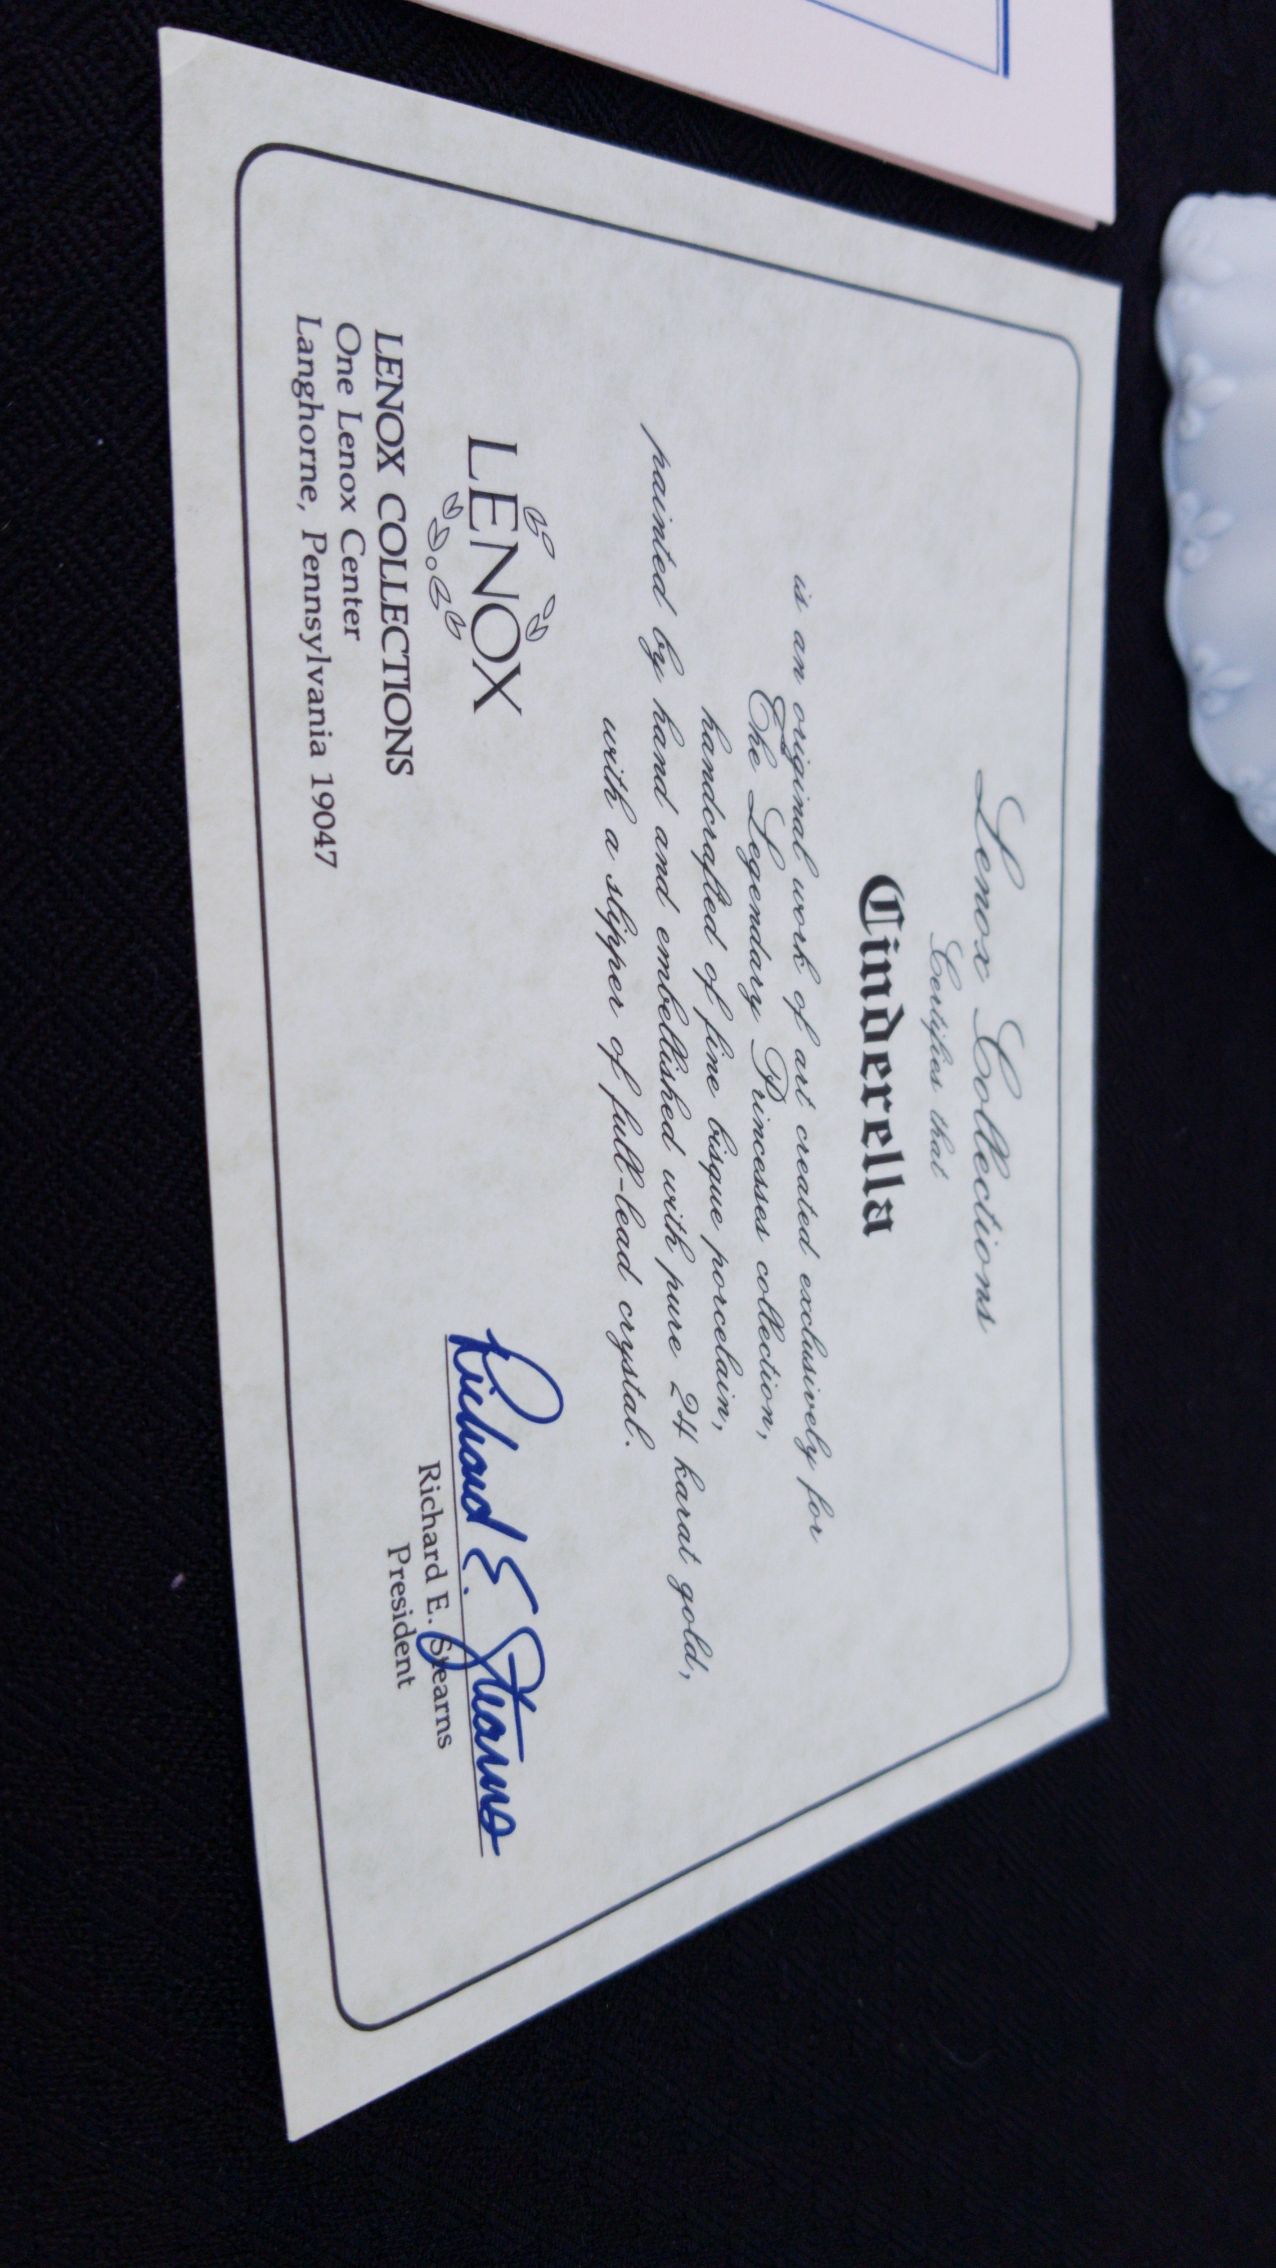 Lenox Collections
Certifies that
Cinderella
is an original work of art created exclusively for
The Legendary Princesses collection,
handcrafted of fine bisque porcelain,
painted by hand and embellished with pure 24 karat gold,
with a slipper of full-lead crystal.
LENOX
LENOX COLLECTIONS
One Lenox Center
Langhorne, Pennsylvania 19047
Richard E. Stearns
Richard E. Stearns
President